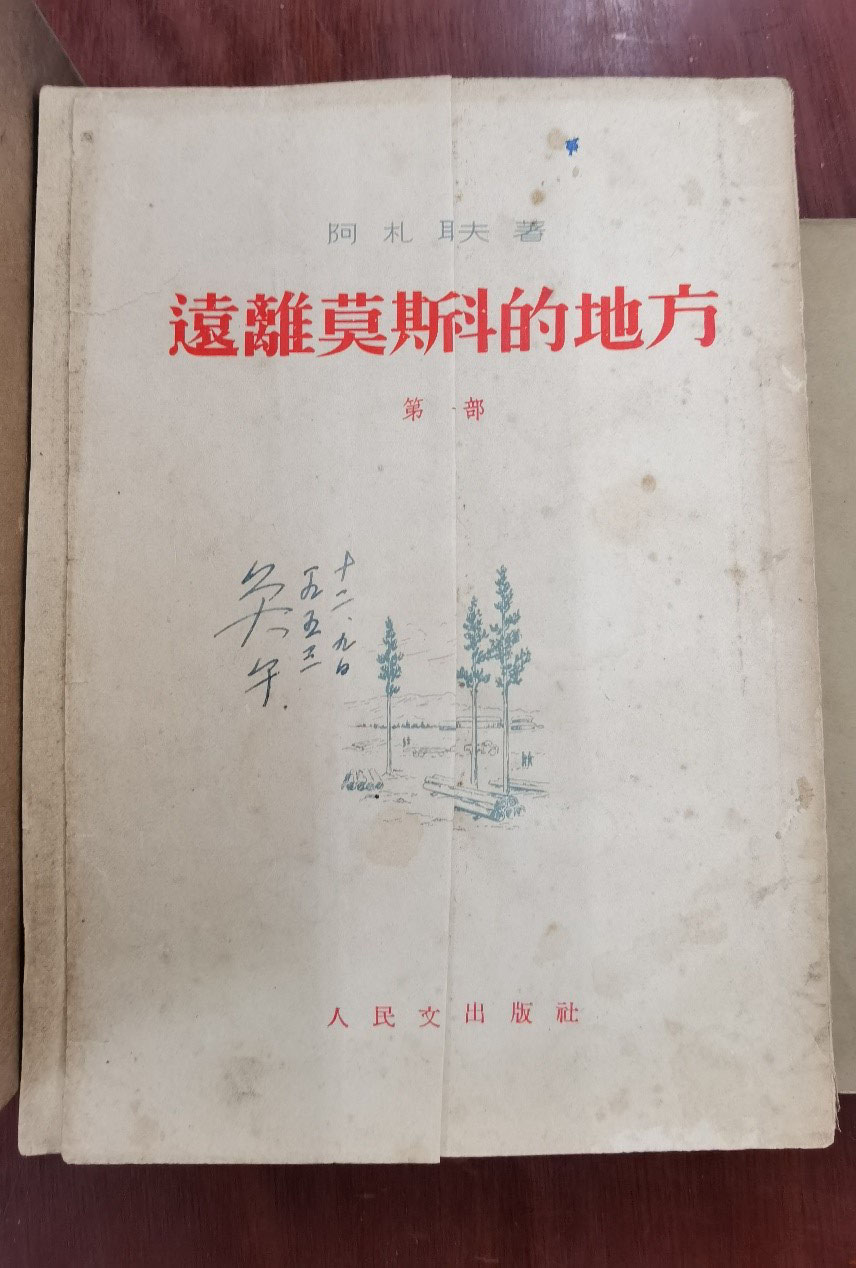 阿札耶夫著
遠離莫斯科的地方
第一部
十二、九日
人民文出版社